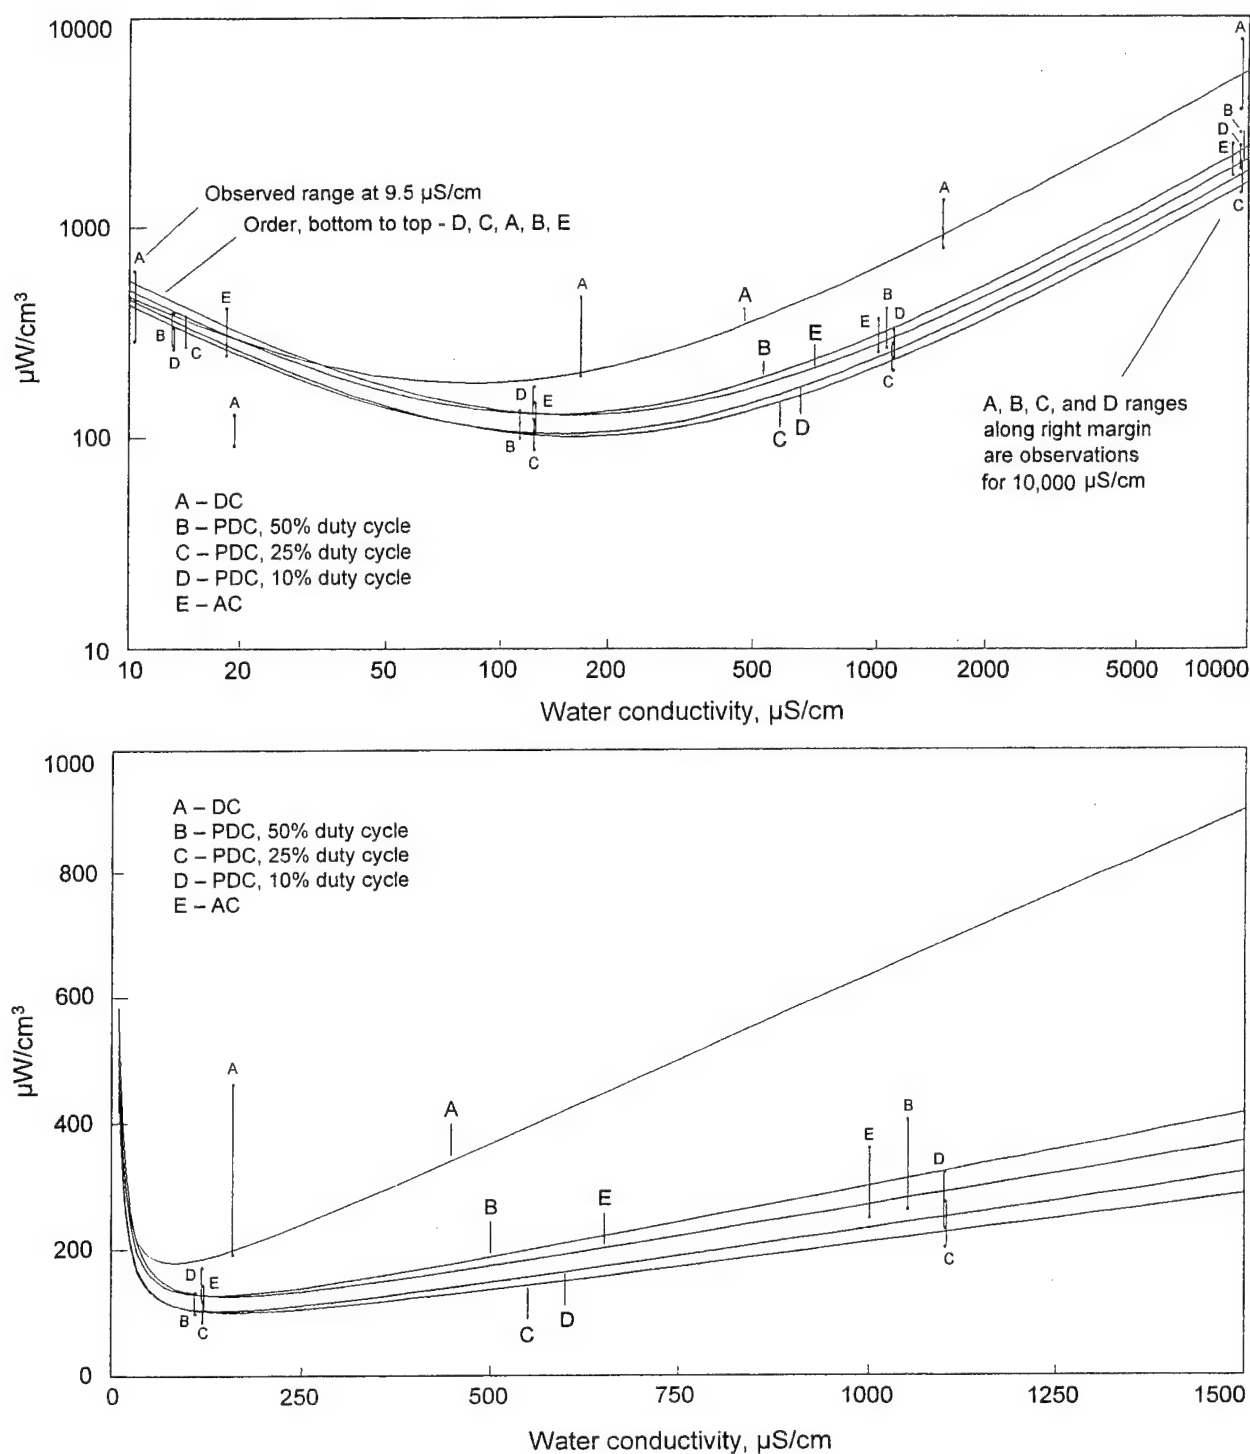 10000
1000
100
10
µW/cm³
Observed range at 9.5 µS/cm
Order, bottom to top - D, C, A, B, E
A
E
B
D
C
A
A
D
E
B
C
A
B
E
C
D
A
E
B
D
C
A
B
D
E
C
A, B, C, and D ranges
along right margin
are observations
for 10,000 µS/cm
A – DC
B – PDC, 50% duty cycle
C – PDC, 25% duty cycle
D – PDC, 10% duty cycle
E – AC
10 20 50 100 200 500 1000 2000 5000 10000
Water conductivity, µS/cm
1000
800
600
400
200
0
µW/cm³
A – DC
B – PDC, 50% duty cycle
C – PDC, 25% duty cycle
D – PDC, 10% duty cycle
E – AC
A
D
E
B
C
A
B
E
C
D
E
B
D
C
0 250 500 750 1000 1250 1500
Water conductivity, µS/cm